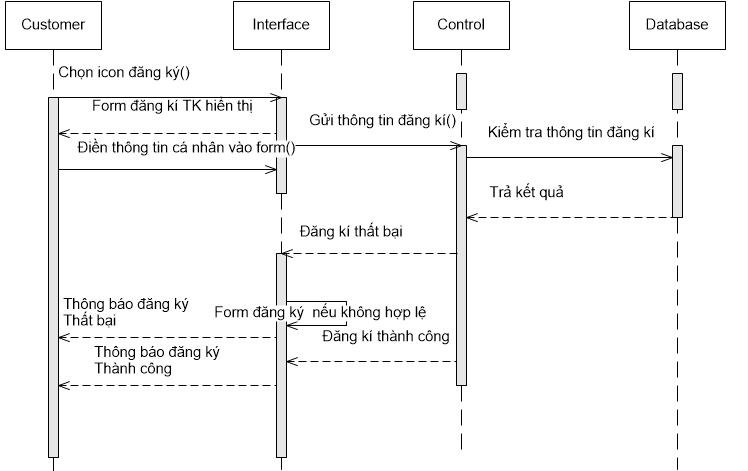 Customer
Interface
Control
Database
Chọn icon đăng ký()
Form đăng kí TK hiển thị
Gửi thông tin đăng kí()
Kiểm tra thông tin đăng kí
Điền thông tin cá nhân vào form()
Trả kết quả
Đăng kí thất bại
Thông báo đăng ký
Thất bại
Form đăng ký nếu không hợp lệ
Đăng kí thành công
Thông báo đăng ký
Thành công